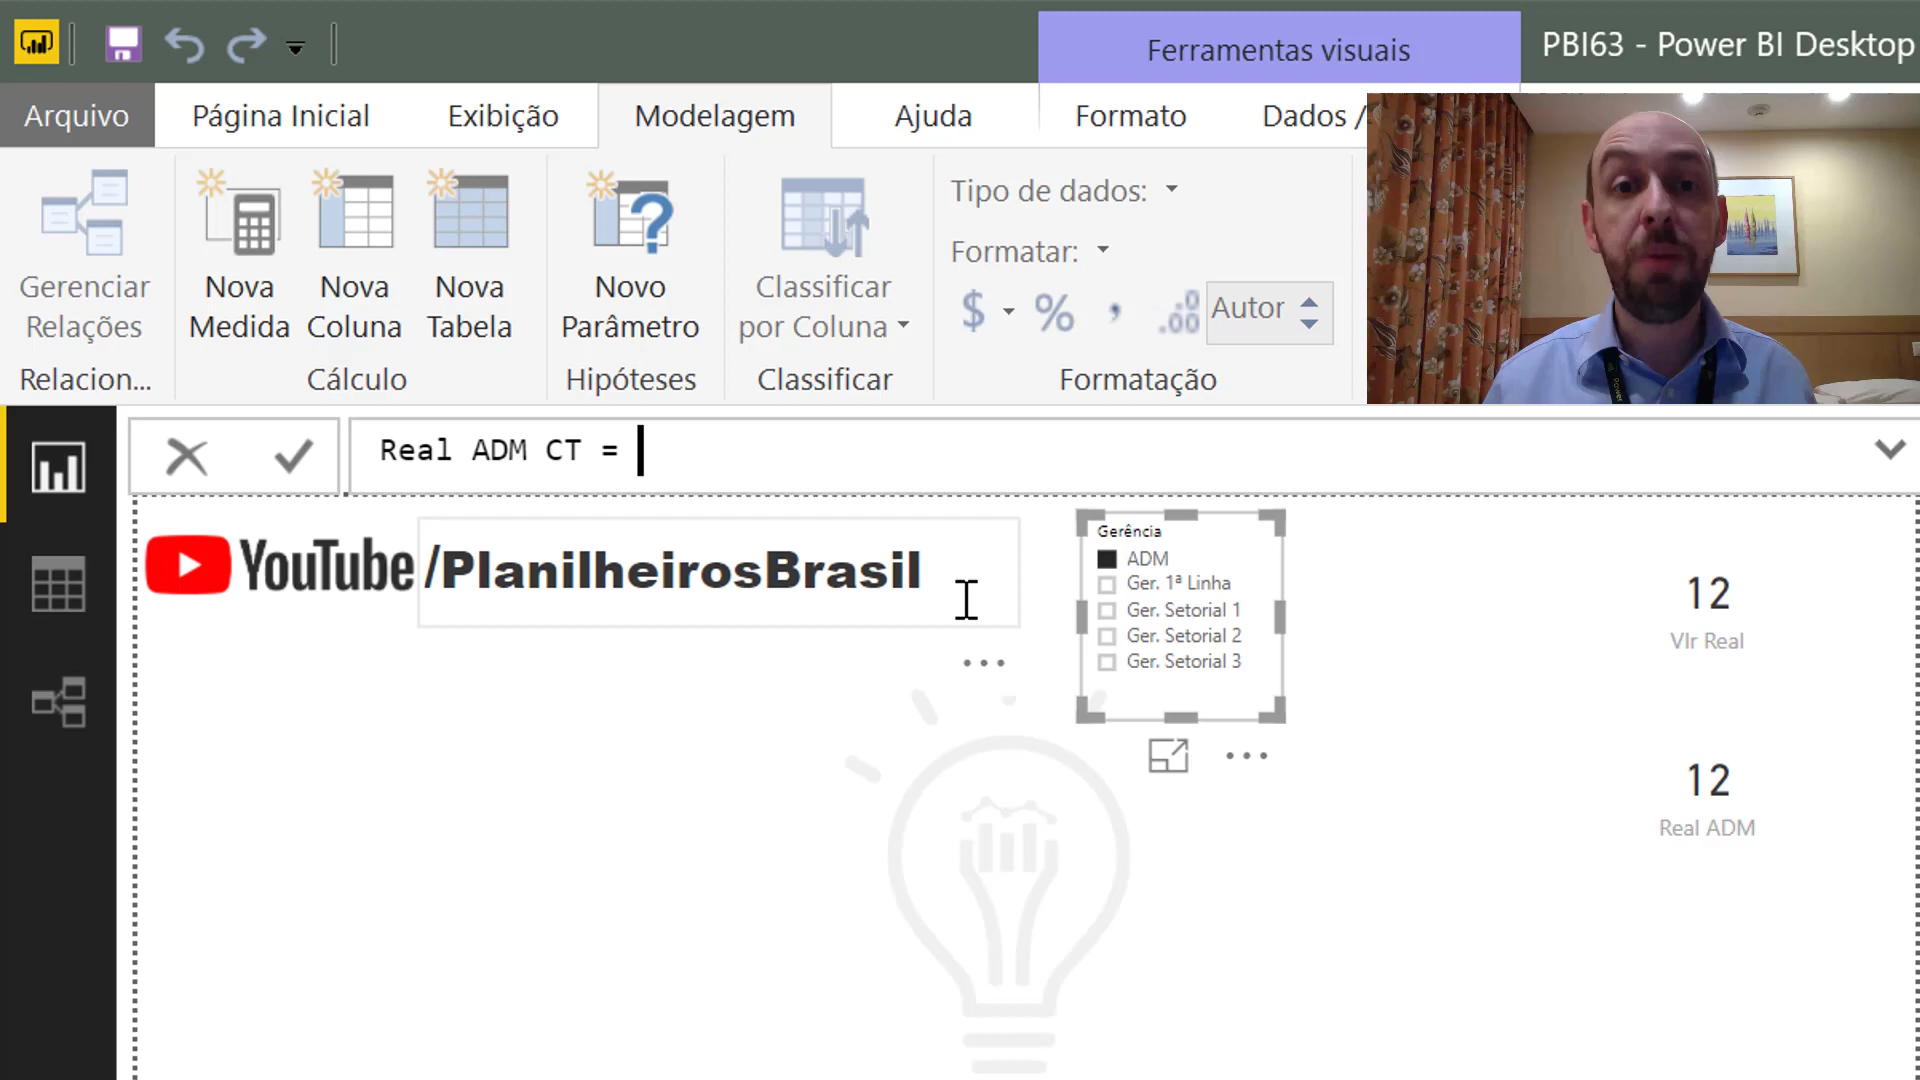 Ferramentas visuais
PBI63 - Power BI Desktop
Arquivo
Página Inicial
Exibição
Modelagem
Ajuda
Formato
Dados /
Gerenciar
Relações
Relacion...
Nova
Medida
Nova
Coluna
Nova
Tabela
Cálculo
Novo
Parâmetro
Hipóteses
Classificar
por Coluna
Classificar
Tipo de dados:
Formatar:
$ % , .00
Autor
Formatação
Real ADM CT =
YouTube /PlanilheirosBrasil
Gerência
ADM
Ger. 1ª Linha
Ger. Setorial 1
Ger. Setorial 2
Ger. Setorial 3
12
Vlr Real
12
Real ADM